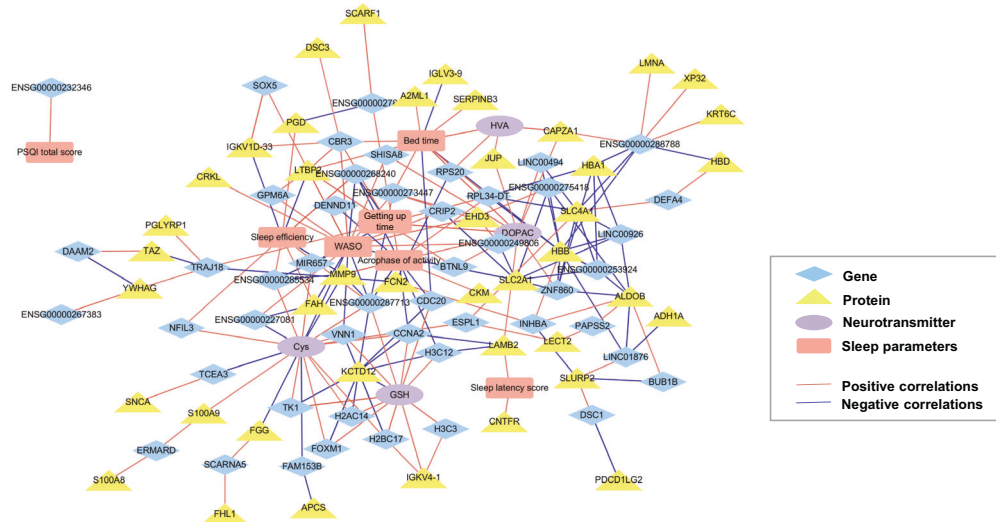 SCARF1
DSC3
IGLV3-9
LMNA
XP32
ENSG00000232346
SOX5
ENSG00000278
A2ML1
SERPINB3
KRT6C
PGD
HVA
CAPZA1
PSQI total score
IGKV1D-33
CBR3
Bed time
ENSG00000288788
SHISA8
JUP
LINC00494
HBA1
HBD
CRKL
LTBP2
ENSG00000268240
RPS20
ENSG00000275418
GPM6A
ENSG00000273447
RPL34-DT
SLC4A1
DEFA4
DENND11
CRIP2
PGLYRP1
Getting up
time
EHD3
DOPAC
LINC00926
Sleep efficiency
WASO
ENSG00000249806
HBB
DAAM2
TAZ
TRAJ18
MIR657
Acrophase of activity
BTNL9
ENSG00000253924
ENSG00000285534
MMP9
FCN2
SLC2A1
YWHAG
ZNF860
ALDOB
ENSG00000267383
FAH
ENSG00000287713
CDC20
CKM
ADH1A
NFIL3
ENSG00000227081
ESPL1
INHBA
PAPSS2
VNN1
CCNA2
Cys
H3C12
LAMB2
LECT2
LINC01876
TCEA3
KCTD12
SLURP2
BUB1B
SNCA
TK1
GSH
Sleep latency score
S100A9
H2AC14
H3C3
CNTFR
DSC1
FGG
FOXM1
H2BC17
ERMARD
SCARNA5
FAM153B
IGKV4-1
S100A8
PDCD1LG2
FHL1
APCS
Gene
Protein
Neurotransmitter
Sleep parameters
Positive correlations
Negative correlations